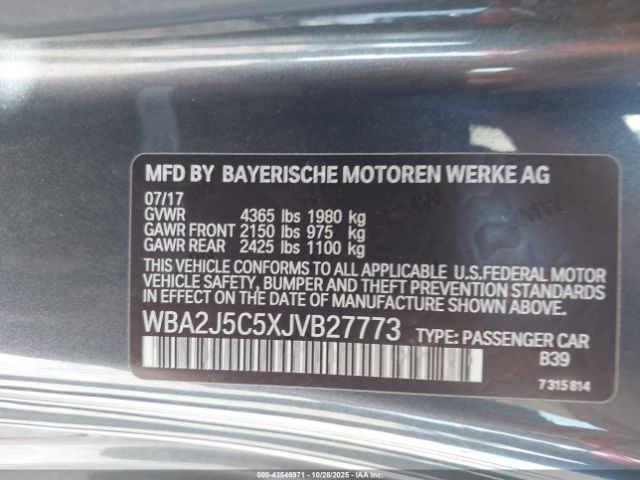 MFD BY BAYERISCHE MOTOREN WERKE AG
07/17
GVWR 4365 lbs 1980 kg
GAWR FRONT 2150 lbs 975 kg
GAWR REAR 2425 lbs 1100 kg
THIS VEHICLE CONFORMS TO ALL APPLICABLE U.S.FEDERAL MOTOR
VEHICLE SAFETY, BUMPER AND THEFT PREVENTION STANDARDS
IN EFFECT ON THE DATE OF MANUFACTURE SHOWN ABOVE.
WBA2J5C5XJVB27773 TYPE: PASSENGER CAR
B39
7 315 814
000-43546971 | 10/28/2025 - IAA Inc.